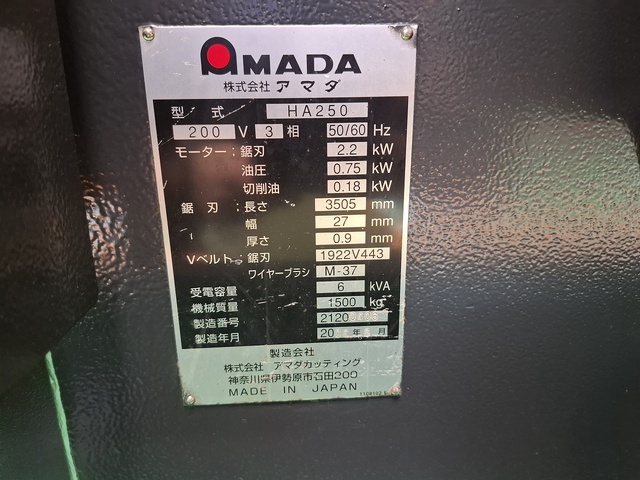 AMADA
株式会社 アマダ
型式 HA250
200 V 3 相 50/60 Hz
モーター：鋸刃 2.2 kW
油圧 0.75 kW
切削油 0.18 kW
鋸刃：長さ 3505 mm
幅 27 mm
厚さ 0.9 mm
Vベルト：鋸刃 1922V443
ワイヤーブラシ M-37
受電容量 6 kVA
機械質量 1500 kg
製造番号 2120
製造年月 20 年 月
製造会社
株式会社 アマダカッティング
神奈川県伊勢原市石田200
MADE IN JAPAN